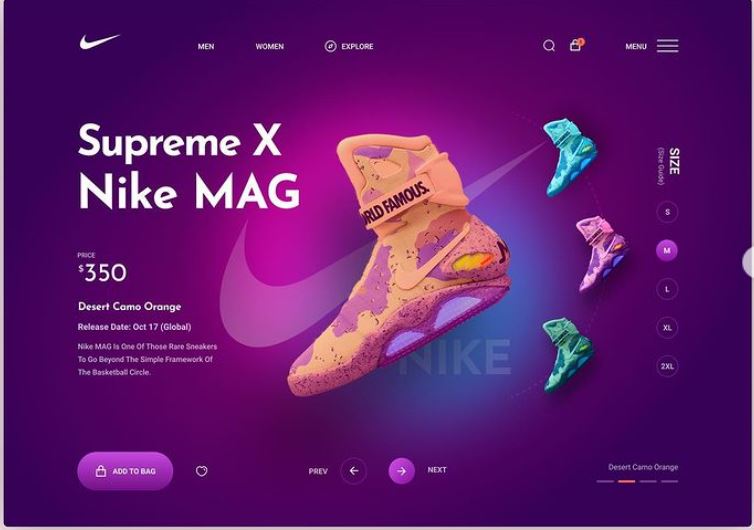 MEN
WOMEN
EXPLORE
MENU
Supreme X
Nike MAG
SIZE
(Size Guide)
S
M
L
XL
2XL
PRICE
$350
Desert Camo Orange
Release Date: Oct 17 (Global)
Nike MAG Is One Of Those Rare Sneakers
To Go Beyond The Simple Framework Of
The Basketball Circle.
RLD FAMOUS.
NIKE
ADD TO BAG
PREV
NEXT
Desert Camo Orange